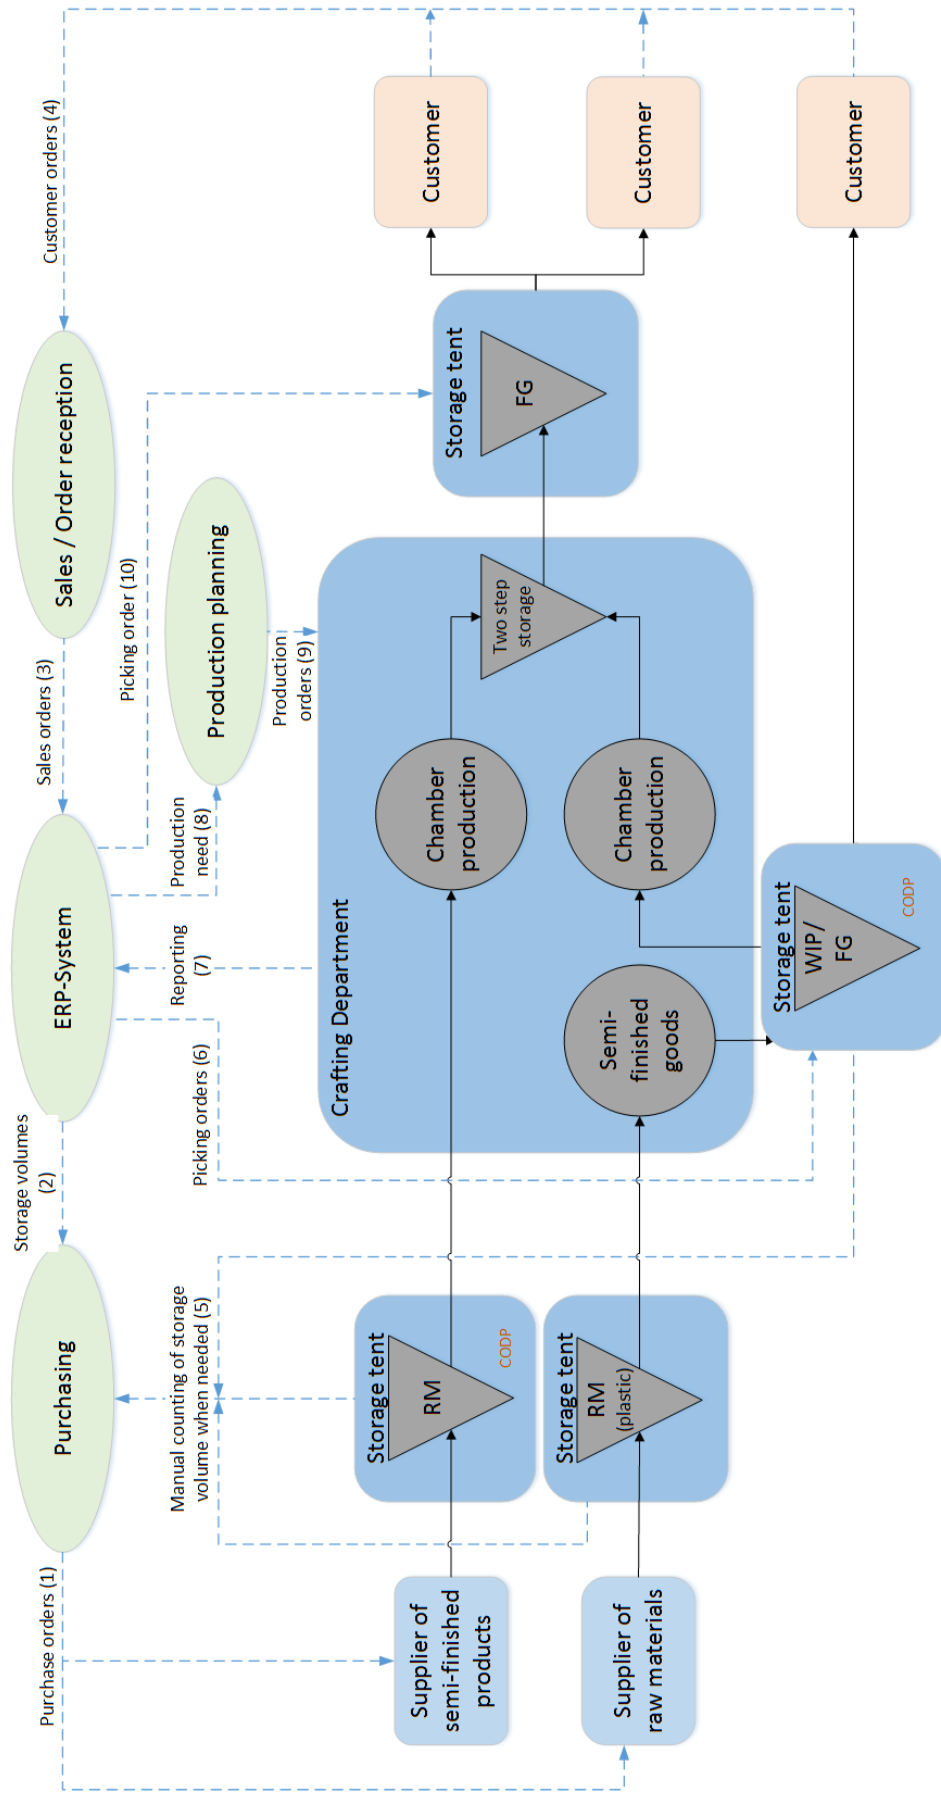 Purchase orders (1)
Purchasing
Storage volumes
(2)
ERP-System
Sales orders (3)
Sales / Order reception
Customer orders (4)
Manual counting of storage
volume when needed (5)
Picking orders (6)
Reporting
(7)
Production
need (8)
Picking order (10)
Production planning
Production
orders (9)
Supplier of
semi-finished
products
Storage tent
RM
CODP
Crafting Department
Chamber
production
Two step
storage
Storage tent
FG
Customer
Supplier of
raw materials
Storage tent
RM
(plastic)
Semi-
finished
goods
Chamber
production
Customer
Storage tent
WIP/
FG
CODP
Customer